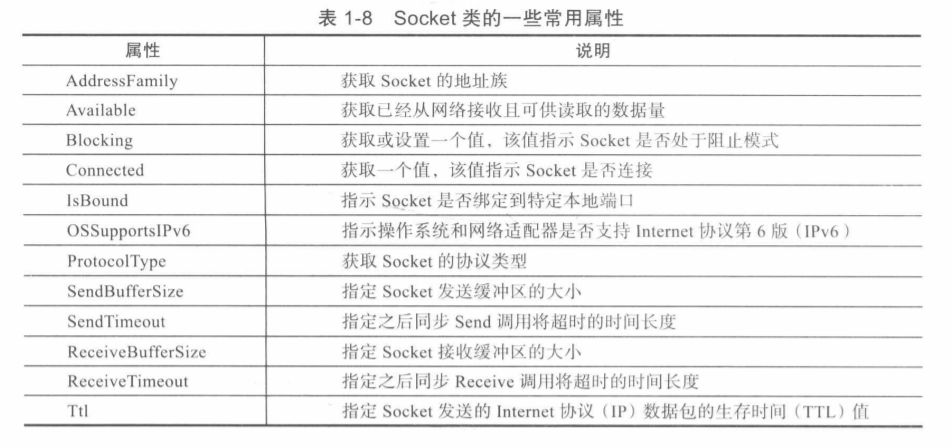 表 1-8 Socket 类的一些常用属性
属性 说明
AddressFamily 获取 Socket 的地址族
Available 获取已经从网络接收且可供读取的数据量
Blocking 获取或设置一个值，该值指示 Socket 是否处于阻止模式
Connected 获取一个值，该值指示 Socket 是否连接
IsBound 指示 Socket 是否绑定到特定本地端口
OSSupportsIPv6 指示操作系统和网络适配器是否支持 Internet 协议第 6 版（IPv6）
ProtocolType 获取 Socket 的协议类型
SendBufferSize 指定 Socket 发送缓冲区的大小
SendTimeout 指定之后同步 Send 调用将超时的时间长度
ReceiveBufferSize 指定 Socket 接收缓冲区的大小
ReceiveTimeout 指定之后同步 Receive 调用将超时的时间长度
Ttl 指定 Socket 发送的 Internet 协议（IP）数据包的生存时间（TTL）值